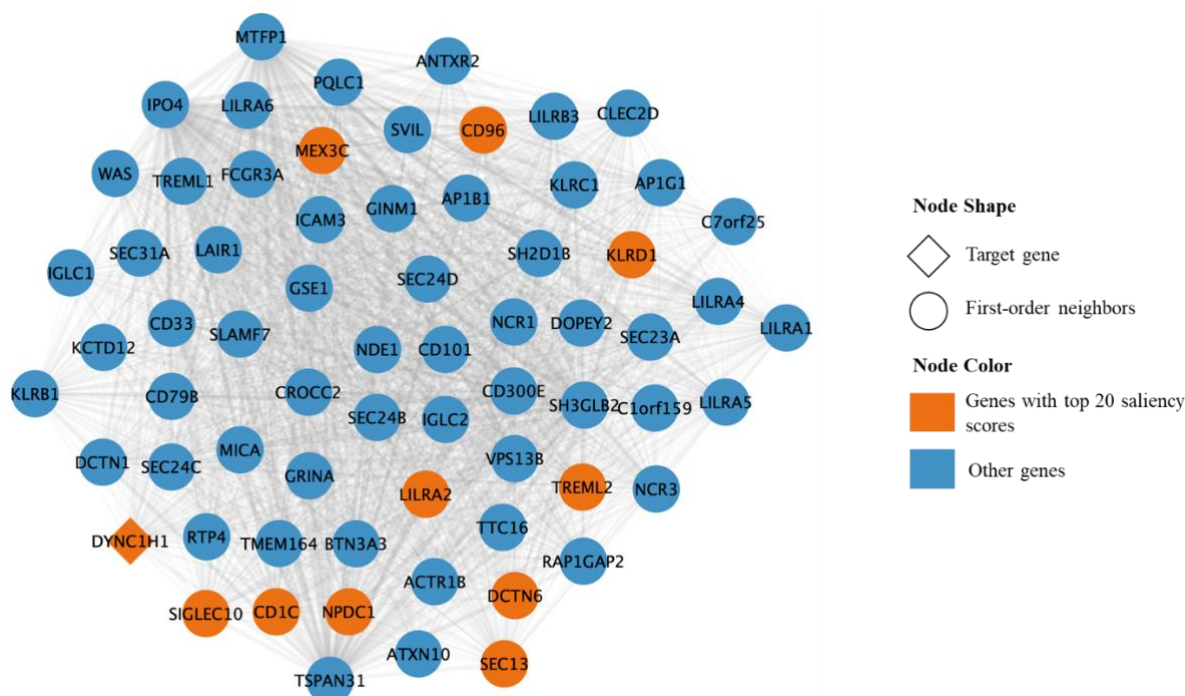 MTFP1
ANTXR2
PQLC1
IPO4
LILRA6
LILRB3
CLEC2D
SVIL
CD96
MEX3C
WAS
TREML1
FCGR3A
KLRC1
AP1G1
AP1B1
GINM1
ICAM3
C7orf25
SEC31A
LAIR1
SH2D1B
KLRD1
IGLC1
SEC24D
GSE1
LILRA4
CD33
SLAMF7
NCR1
DOPEY2
SEC23A
LILRA1
KCTD12
NDE1
CD101
KLRB1
CD79B
CROCC2
CD300E
SH3GLB2
C1orf159
LILRA5
SEC24B
IGLC2
MICA
DCTN1
SEC24C
GRINA
VPS13B
LILRA2
TREML2
NCR3
TTC16
DYNC1H1
RTP4
TMEM164
BTN3A3
RAP1GAP2
ACTR1B
DCTN6
SIGLEC10
CD1C
NPDC1
ATXN10
SEC13
TSPAN31
Node Shape
Target gene
First-order neighbors
Node Color
Genes with top 20 saliency
scores
Other genes